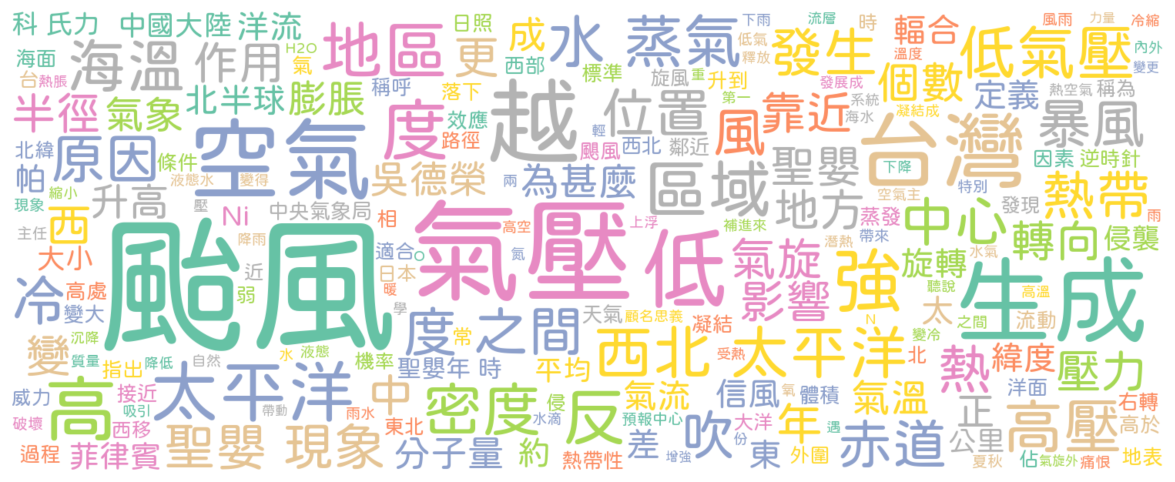 科 氏力 中國大陸 洋流 日照 成 水 蒸氣 下雨 流層 時 輻合 風雨 力量 冷縮
海面 海溫 作用 H2O 地區 更 西部 低氣 釋放 發生 溫度 低氣壓 內外
台 熱脹 氣 稱呼 標準 旋風 重 升到 發展成 個數 變更
半徑 氣象 北半球 膨脹 落下 越 位置 第一 系統 凝結成 定義 熱空氣 稱為
度 效應 風 靠近 海水 暴風
北緯 原因 條件 空氣 路徑 輕 颶風 西北 鄰近 台灣 因素 逆時針
帕 液態水 變得 吳德榮 為甚麼 區域 聖嬰 下降
現象 縮小 升高 壓 兩 地方 空氣主 特別 熱帶
主任 西 降雨 Ni 中央氣象局 相 高空 上浮 補進來 蒸發 發現 雨
大小 颱風 近 適合 。 氣壓 低 氣旋 潛熱 帶來 中心 轉向 侵襲
冷 高處 弱 日本 氮 影響 強 旋轉 水氣 生成
變大 暖 聽說 高溫
沉降 學 度 常 之間 天氣 顧名思義 太 之間 流動
變 質量 水 液態 凝結 N 變冷
指出 降低 自然 機率 聖嬰年 時 平均 西北 太平洋 受熱 北 熱 緯度 壓力
威力 高 接近 太平洋 中 侵 氣流 信風 體積 氣溫 洋面
破壞 吸引 帶動 雨水 密度 反 水滴 預報中心 大洋 氣 年 遇 正 高壓 右轉
西移 東北 差 吹 份 赤道 公里 高於
過程 菲律賓 聖嬰 現象 分子量 約 熱帶性 增強 東 外圍 夏秋 佔 氣旋外 痛恨 地表